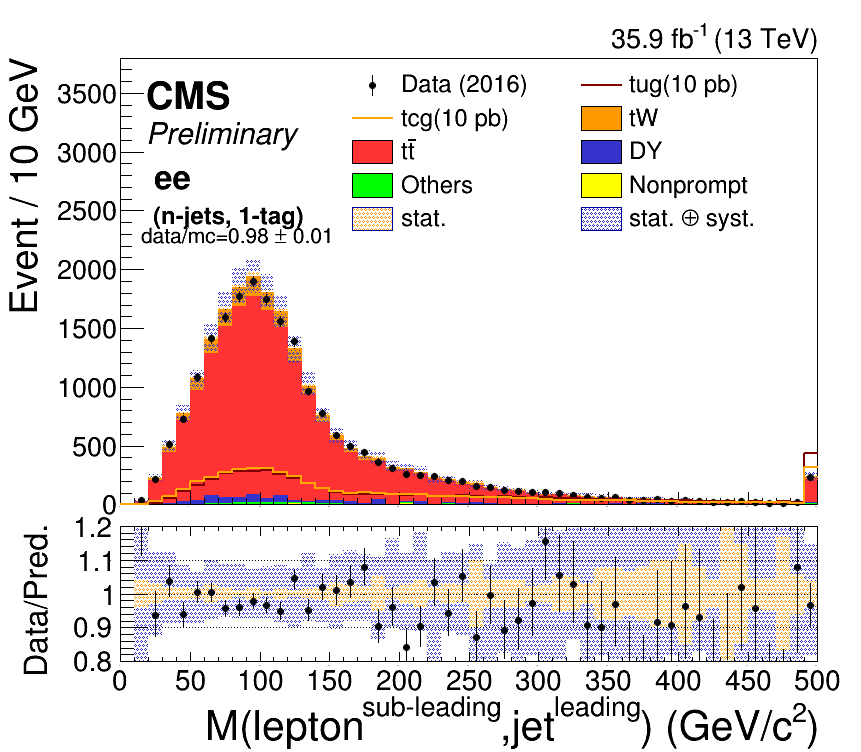 35.9 fb⁻¹ (13 TeV)
Event / 10 GeV
3500
3000
2500
2000
1500
1000
500
0
CMS
Preliminary
ee
(n-jets, 1-tag)
data/mc=0.98 ± 0.01
Data (2016)
tug(10 pb)
tcg(10 pb)
tW
tt̄
DY
Others
Nonprompt
stat.
stat. ⊕ syst.
Data/Pred.
1.2
1.1
1
0.9
0.8
0 50 100 150 200 250 300 350 400 450 500
M(lepton^sub-leading,jet^leading) (GeV/c²)